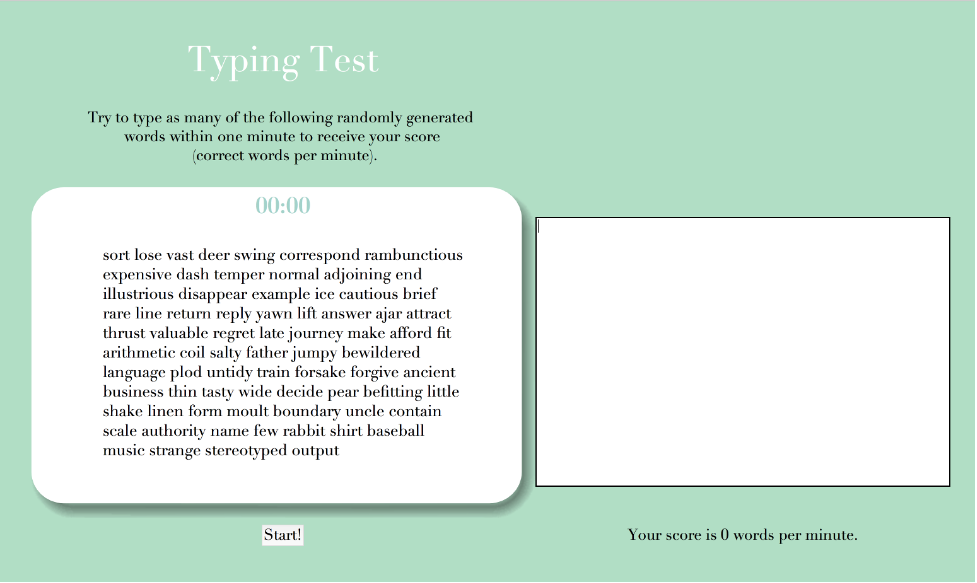 Typing Test
Try to type as many of the following randomly generated
words within one minute to receive your score
(correct words per minute).
00:00
sort lose vast deer swing correspond rambunctious
expensive dash temper normal adjoining end
illustrious disappear example ice cautious brief
rare line return reply yawn lift answer ajar attract
thrust valuable regret late journey make afford fit
arithmetic coil salty father jumpy bewildered
language plod untidy train forsake forgive ancient
business thin tasty wide decide pear befitting little
shake linen form moult boundary uncle contain
scale authority name few rabbit shirt baseball
music strange stereotyped output
Start!
Your score is 0 words per minute.